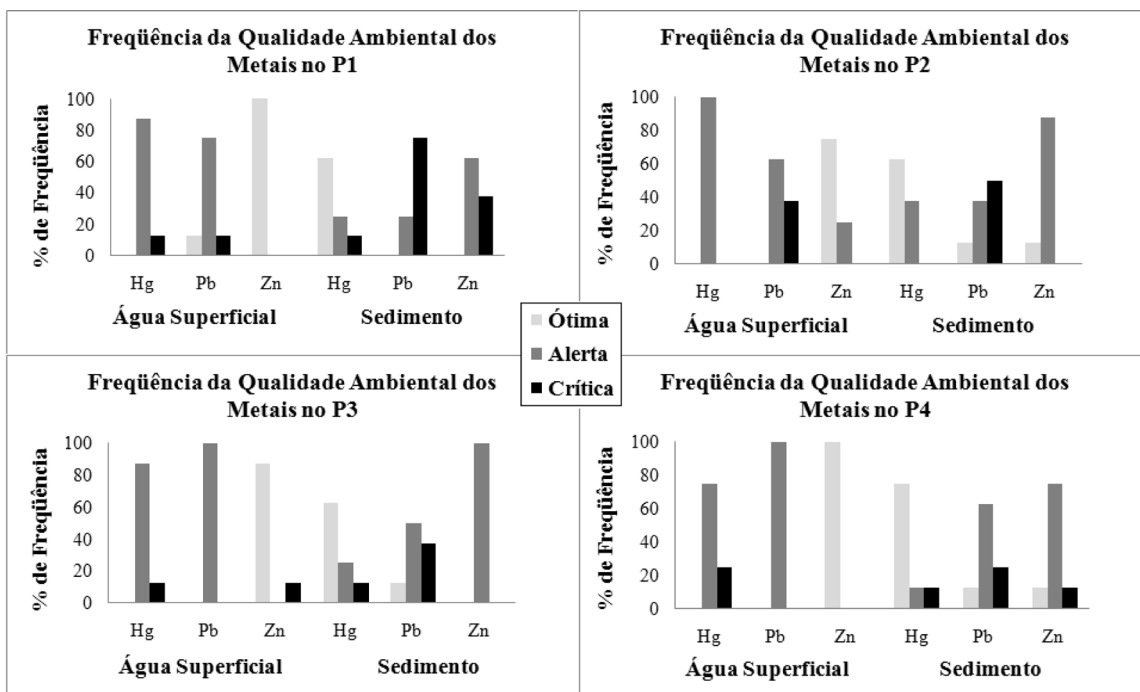 Freqüência da Qualidade Ambiental dos
Metais no P1
% de Freqüência
100
80
60
40
20
0
Hg Pb Zn Hg Pb Zn
Água Superficial Sedimento
Freqüência da Qualidade Ambiental dos
Metais no P2
% de Freqüência
100
80
60
40
20
0
Hg Pb Zn Hg Pb Zn
Água Superficial Sedimento
Ótima
Alerta
Crítica
Freqüência da Qualidade Ambiental dos
Metais no P3
% de Freqüência
100
80
60
40
20
0
Hg Pb Zn Hg Pb Zn
Água Superficial Sedimento
Freqüência da Qualidade Ambiental dos
Metais no P4
% de Freqüência
100
80
60
40
20
0
Hg Pb Zn Hg Pb Zn
Água Superficial Sedimento